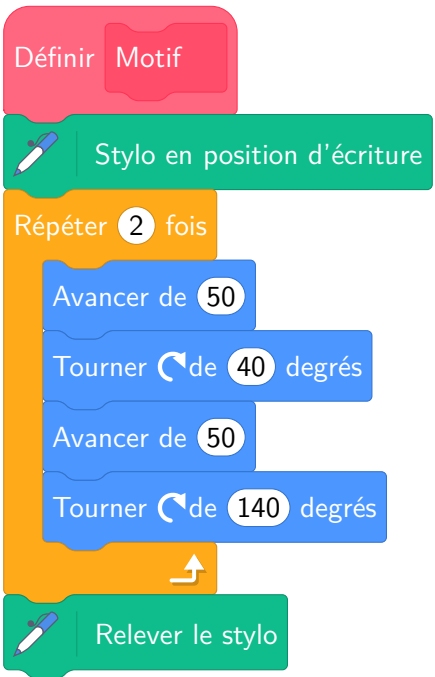 Définir Motif
Stylo en position d'écriture
Répéter 2 fois
Avancer de 50
Tourner de 40 degrés
Avancer de 50
Tourner de 140 degrés
Relever le stylo